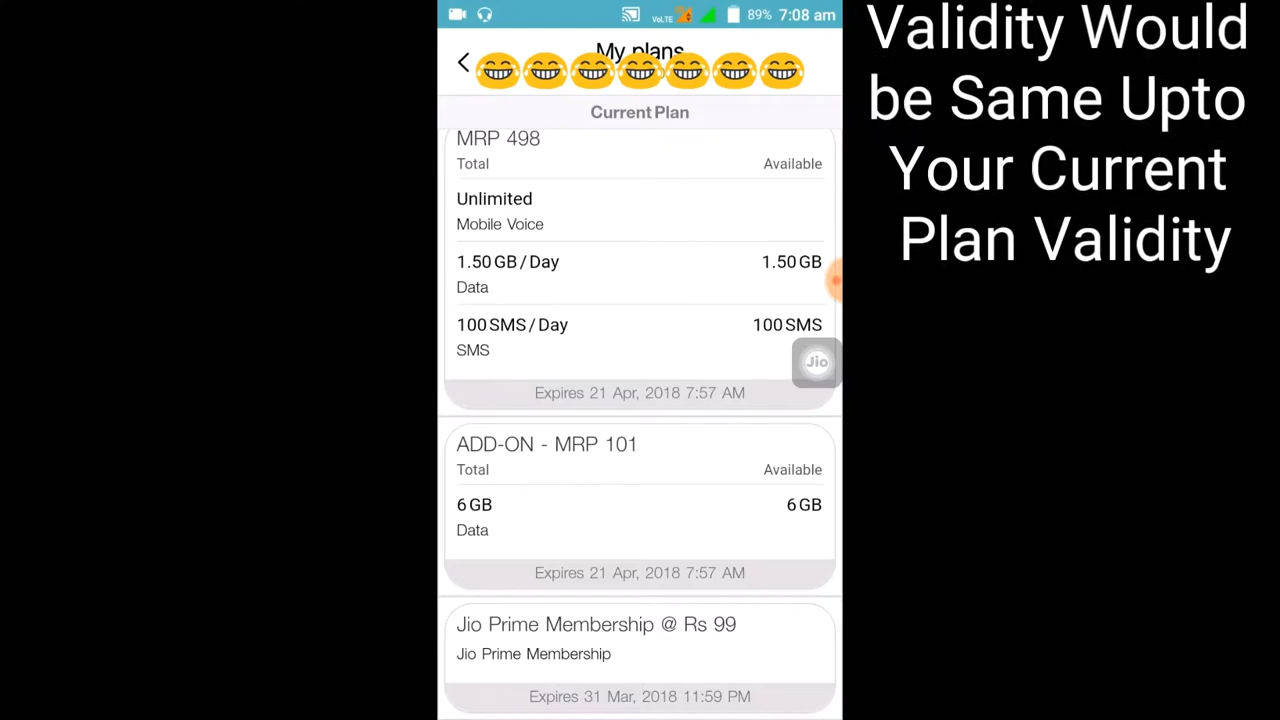 VoLTE 89% 7:08 am
My plans
Current Plan
MRP 498
Total Available
Unlimited
Mobile Voice
1.50 GB / Day 1.50 GB
Data
100 SMS / Day 100 SMS
SMS
Jio
Expires 21 Apr, 2018 7:57 AM
ADD-ON - MRP 101
Total Available
6 GB 6 GB
Data
Expires 21 Apr, 2018 7:57 AM
Jio Prime Membership @ Rs 99
Jio Prime Membership
Expires 31 Mar, 2018 11:59 PM
Validity Would
be Same Upto
Your Current
Plan Validity